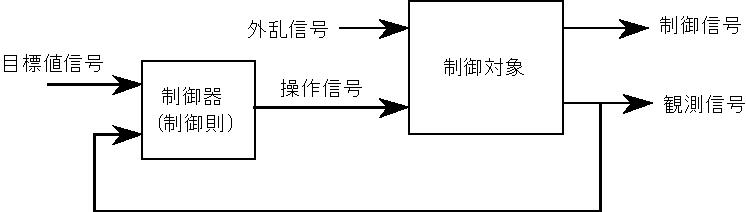 外乱信号
制御信号
目標値信号
制御対象
制御器
(制御則)
操作信号
観測信号